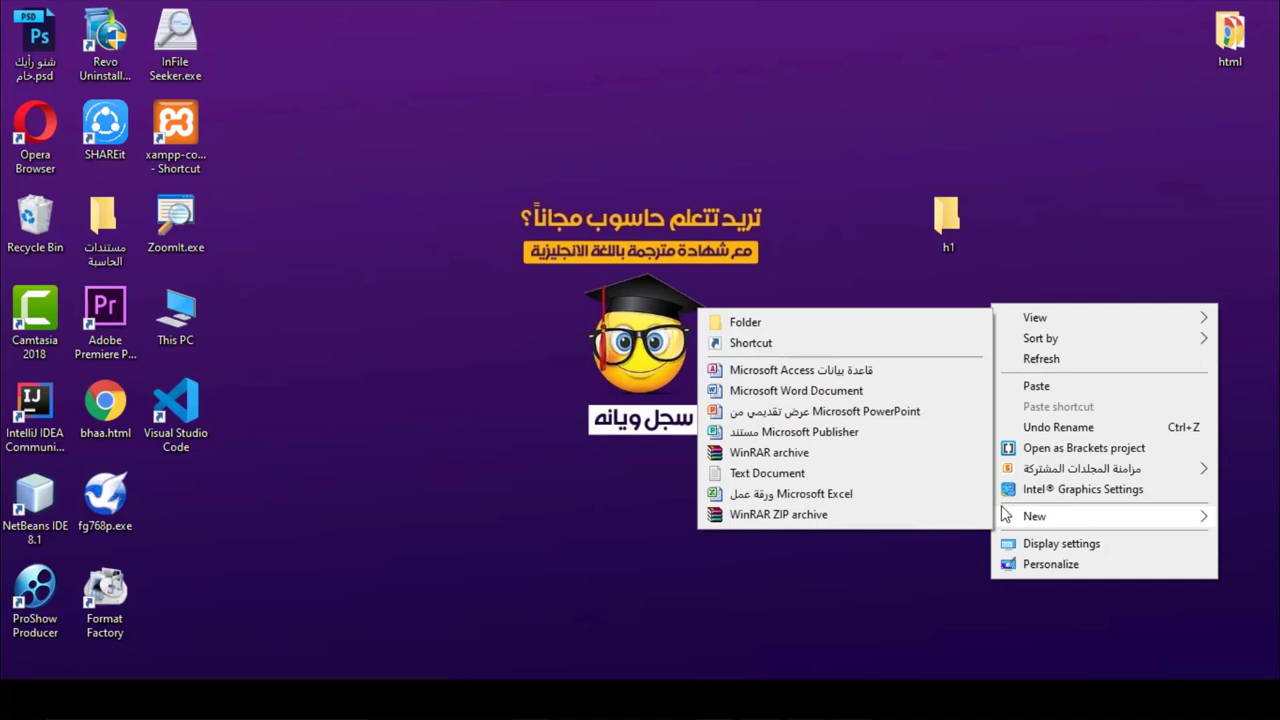 PSD
Ps
شنو رأيك
خام.psd
Revo
Uninstall...
InFile
Seeker.exe
html
Opera
Browser
SHAREit
xampp-co...
- Shortcut
Recycle Bin
مستندات
الحاسبة
ZoomIt.exe
h1
Camtasia
2018
Pr
Adobe
Premiere P...
This PC
IJ
IntelliJ IDEA
Communi...
bhaa.html
Visual Studio
Code
NetBeans IDE
8.1
fg768p.exe
ProShow
Producer
Format
Factory
تريد تتعلم حاسوب مجاناً؟
مع شهادة مترجمة باللغة الانجليزية
سجل ويانه
Folder
Shortcut
قاعدة بيانات Microsoft Access
Microsoft Word Document
عرض تقديمي من Microsoft PowerPoint
مستند Microsoft Publisher
WinRAR archive
Text Document
ورقة عمل Microsoft Excel
WinRAR ZIP archive
View
Sort by
Refresh
Paste
Paste shortcut
Undo Rename Ctrl+Z
Open as Brackets project
مزامنة المجلدات المشتركة
Intel® Graphics Settings
New
Display settings
Personalize